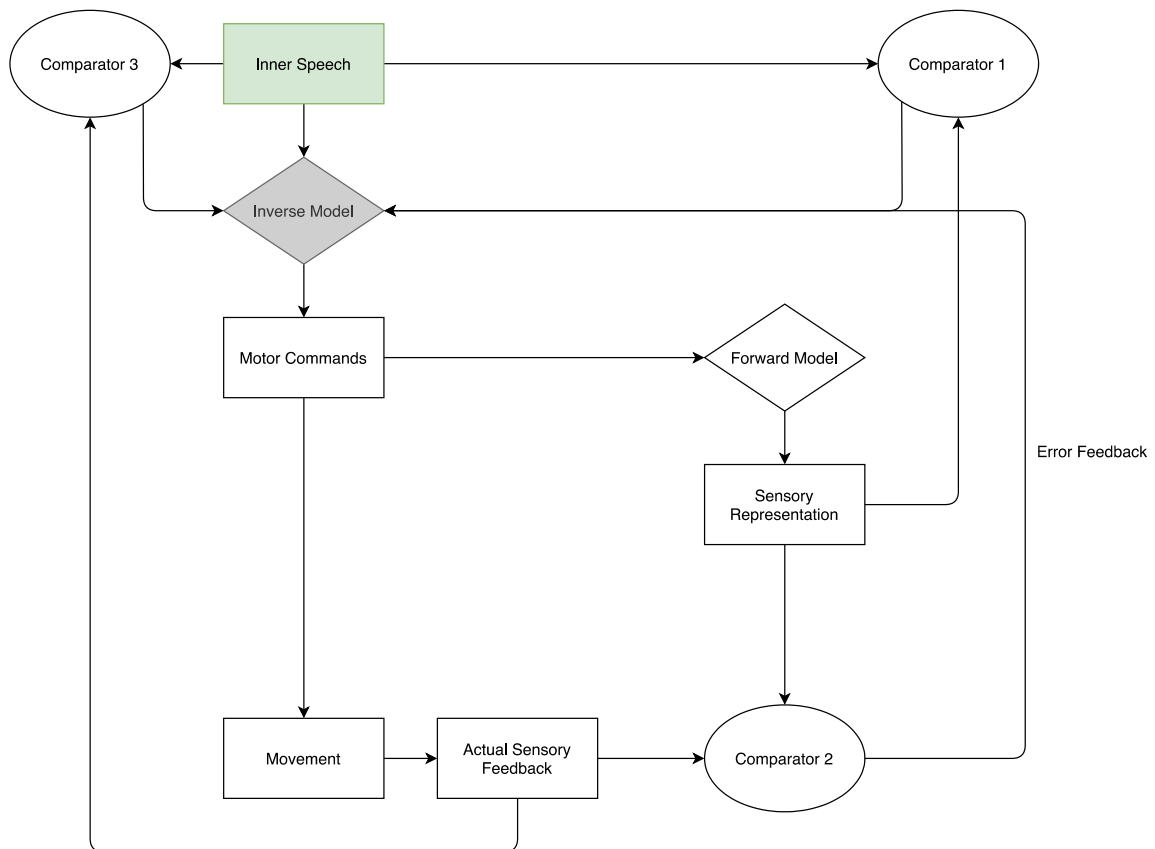 Comparator 3
Inner Speech
Comparator 1
Inverse Model
Motor Commands
Forward Model
Error Feedback
Sensory
Representation
Movement
Actual Sensory
Feedback
Comparator 2